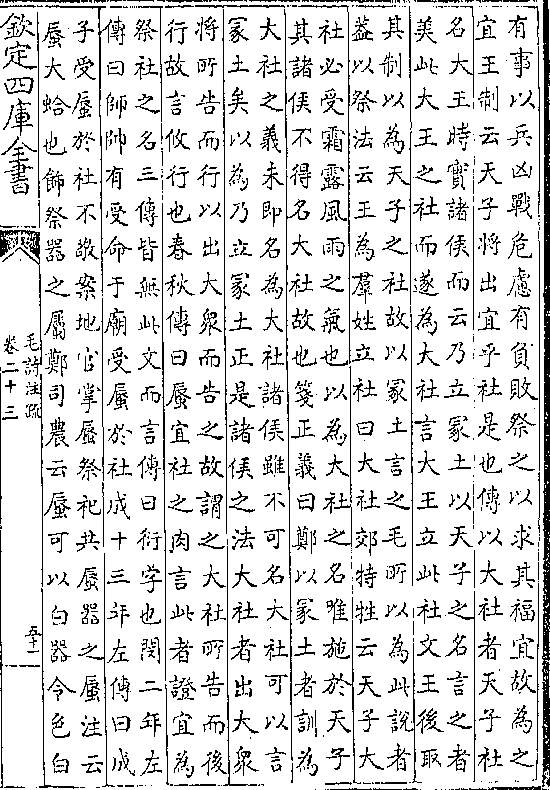 有事以兵凶戰危慮有負敗祭之以求其福宜故為之
宜王制云天子將出宜乎社是也傳以大社者天子社
名大王時實諸侯而云乃立冢土以天子之名言之者
美此大王之社而遂為大社言大王立此社文王後取
其制以為天子之社故以冢土言之毛所以為此說者
葢以祭法云王為羣姓立社曰大社郊特牲云天子大
社必受霜露風雨之氣也以為大社之名唯施於天子
其諸侯不得名大社故也箋正義曰鄭以冢土者訓為
大社之義未即名為大社諸侯雖不可名大社可以言
冢土矣以為乃立冢土正是諸侯之法大社者出大衆
將所告而行以出大衆而告之故謂之大社所告而後
行故言攸行也春秋傳曰蜃宜社之肉言此者證宜為
祭社之名三傳皆無此文而言傳曰衍字也閔二年左
傳曰師帥有受命于廟受蜃於社成十三年左傳曰成
子受蜃於社不敬案地官掌蜃祭祀共蜃器之蜃注云
蜃大蛤也飾祭器之屬鄭司農云蜃可以白器令色白
欽定四庫全書
毛詩注疏
卷二十三